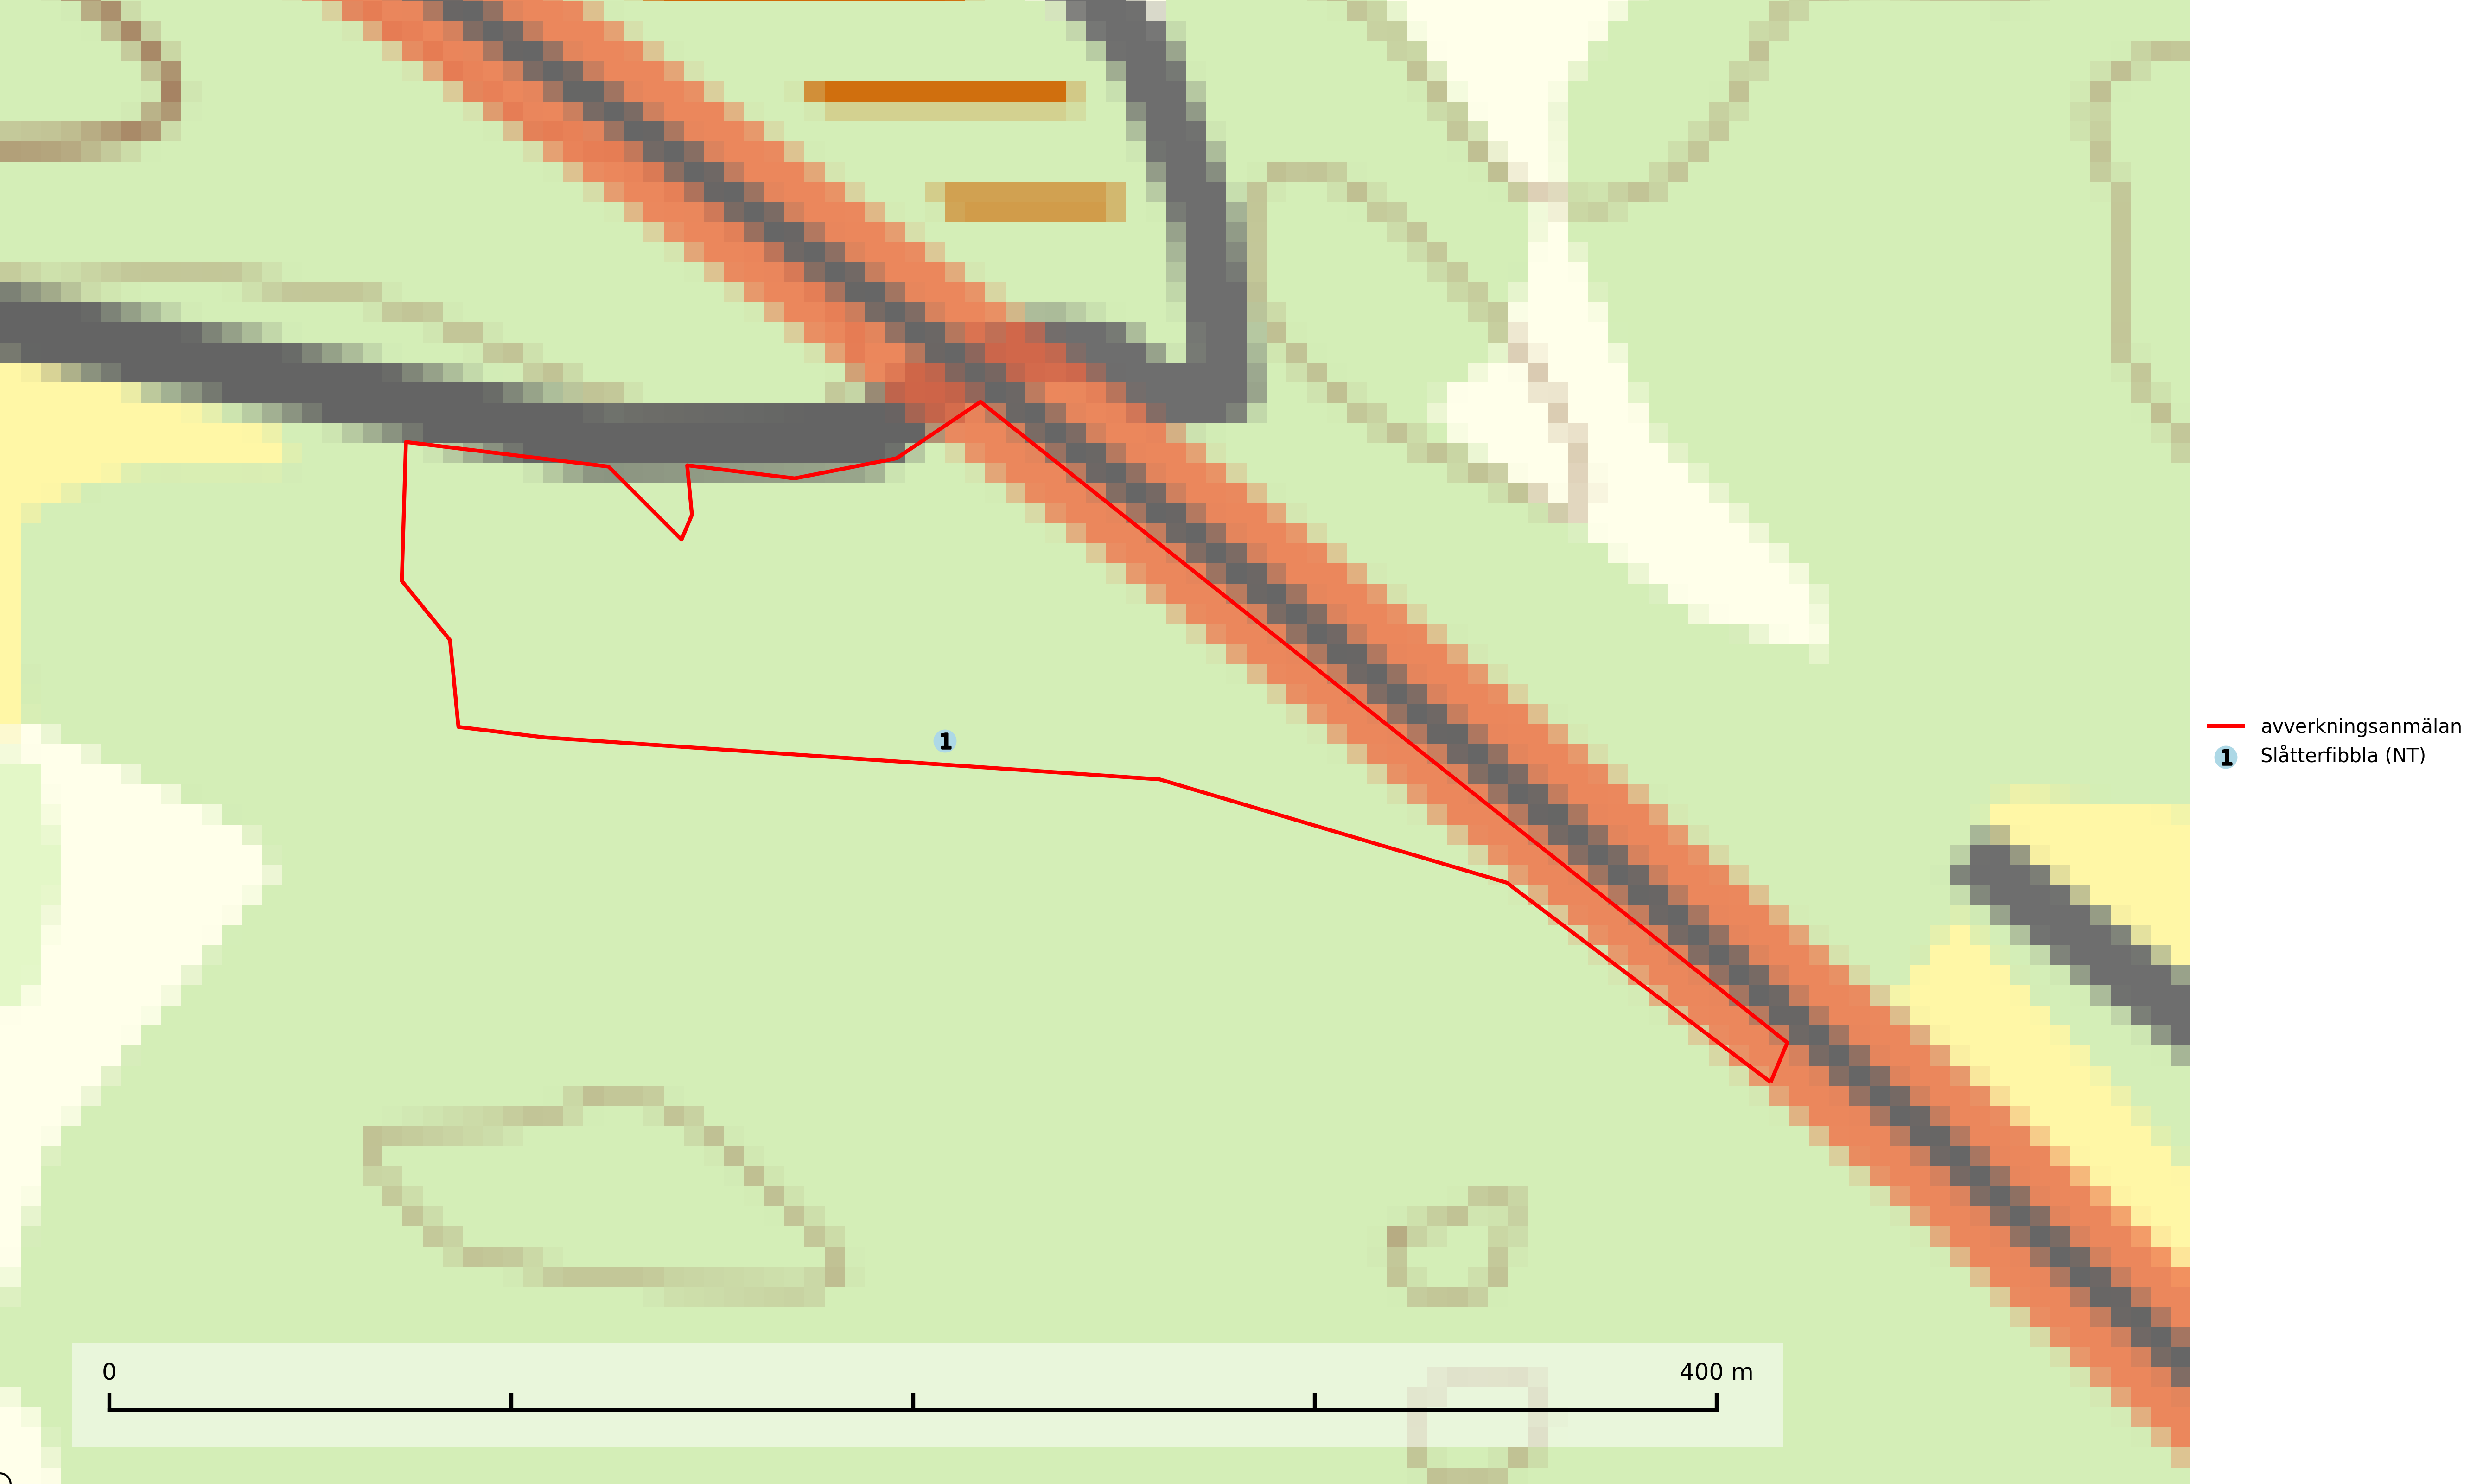 1
avverkningsanmälan
1 Slåtterfibbla (NT)
0 400 m